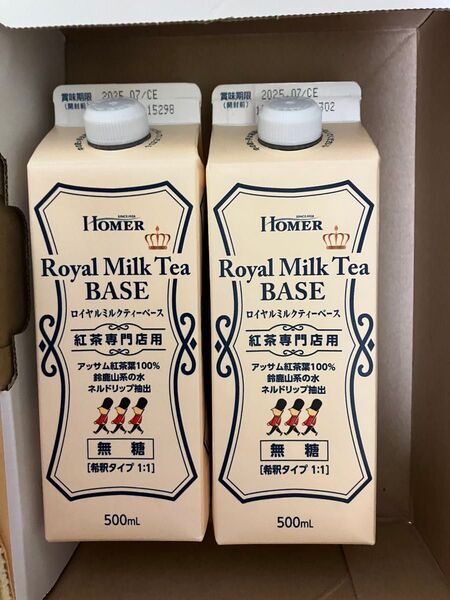 賞味期限
(開封前)
2025.07/CE
15298
SINCE 1926
HOMER
Royal Milk Tea
BASE
ロイヤルミルクティーベース
紅茶専門店用
アッサム紅茶葉100%
鈴鹿山系の水
ネルドリップ抽出
無糖
[希釈タイプ 1:1]
500mL
賞味期限
(開封前)
2025.07/CE
302
HOMER
Royal Milk Tea
BASE
ロイヤルミルクティーベース
紅茶専門店用
アッサム紅茶葉100%
鈴鹿山系の水
ネルドリップ抽出
無糖
[希釈タイプ 1:1]
500mL